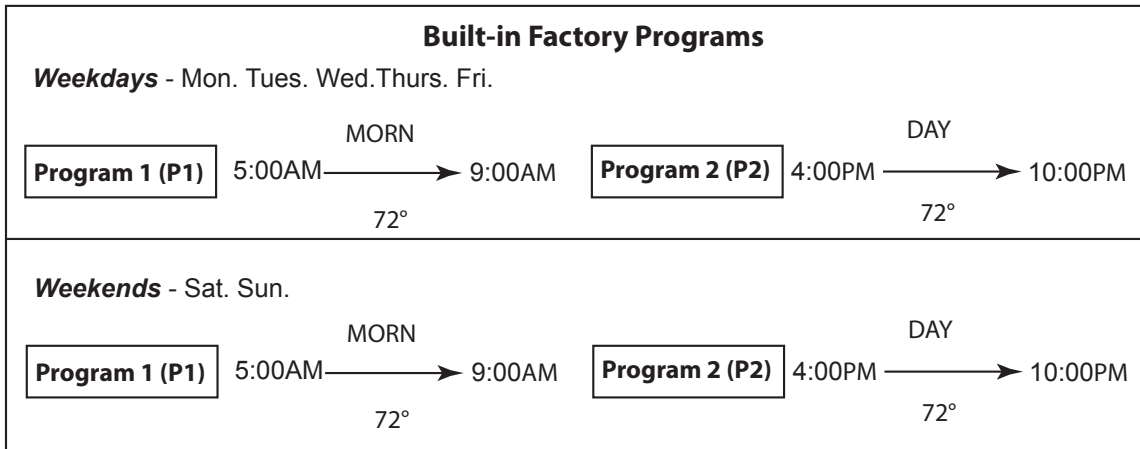 Built-in Factory Programs
Weekdays - Mon. Tues. Wed.Thurs. Fri.
MORN
DAY
Program 1 (P1) 5:00AM 9:00AM Program 2 (P2) 4:00PM 10:00PM
72°
72°
Weekends - Sat. Sun.
MORN
DAY
Program 1 (P1) 5:00AM 9:00AM Program 2 (P2) 4:00PM 10:00PM
72°
72°